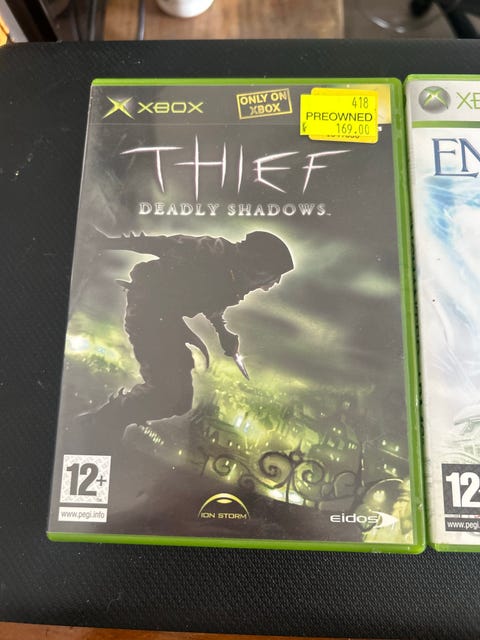 XBOX
ONLY ON
XBOX
418
PREOWNED
169.00
THIEF
DEADLY SHADOWS™
12+
www.pegi.info
ION STORM
eidos
XB
EN
12
www.pegi